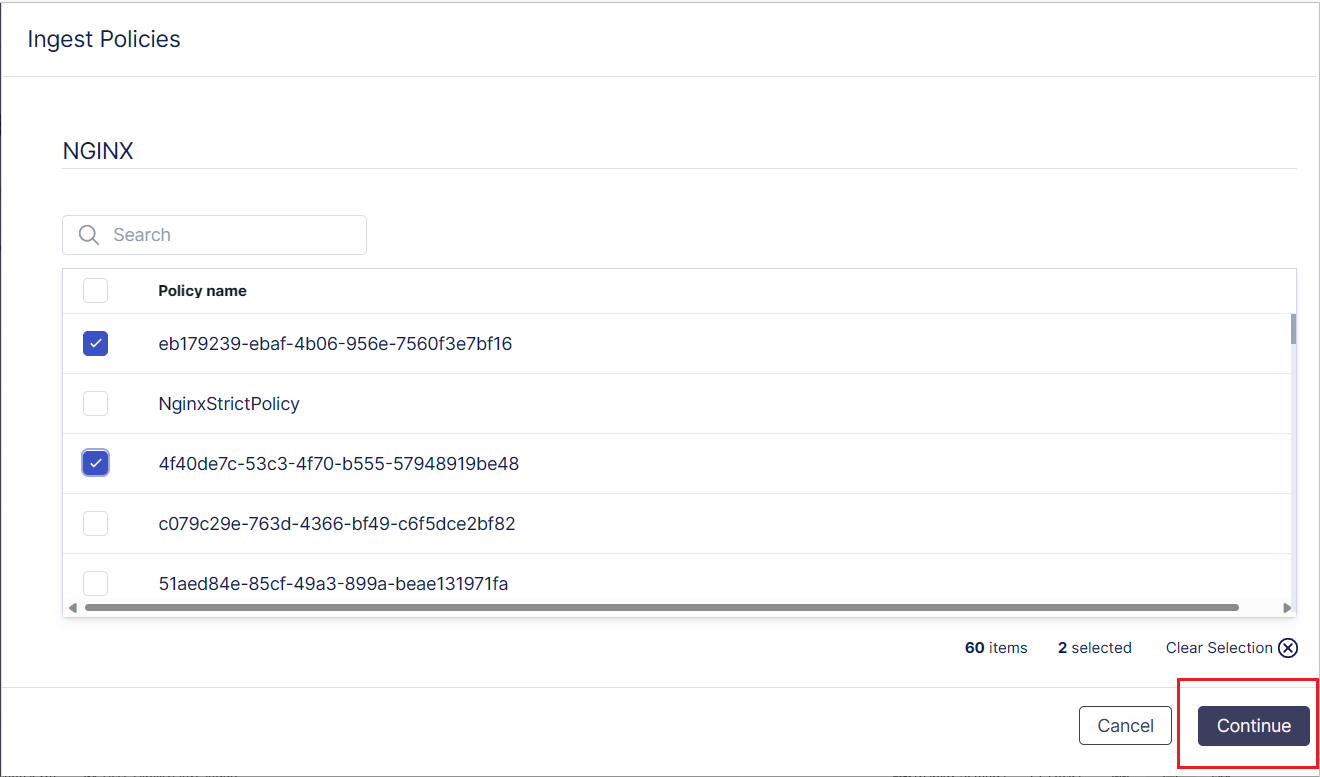 Ingest Policies
NGINX
Search
Policy name
eb179239-ebaf-4b06-956e-7560f3e7bf16
NginxStrictPolicy
4f40de7c-53c3-4f70-b555-57948919be48
c079c29e-763d-4366-bf49-c6f5dce2bf82
51aed84e-85cf-49a3-899a-beae131971fa
60 items 2 selected Clear Selection
Cancel Continue